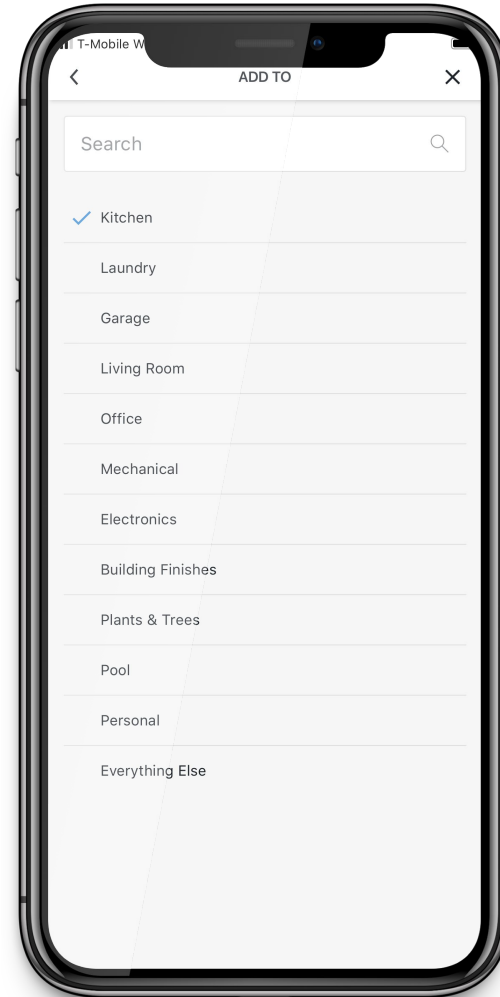 T-Mobile W
ADD TO
Search
Kitchen
Laundry
Garage
Living Room
Office
Mechanical
Electronics
Building Finishes
Plants & Trees
Pool
Personal
Everything Else